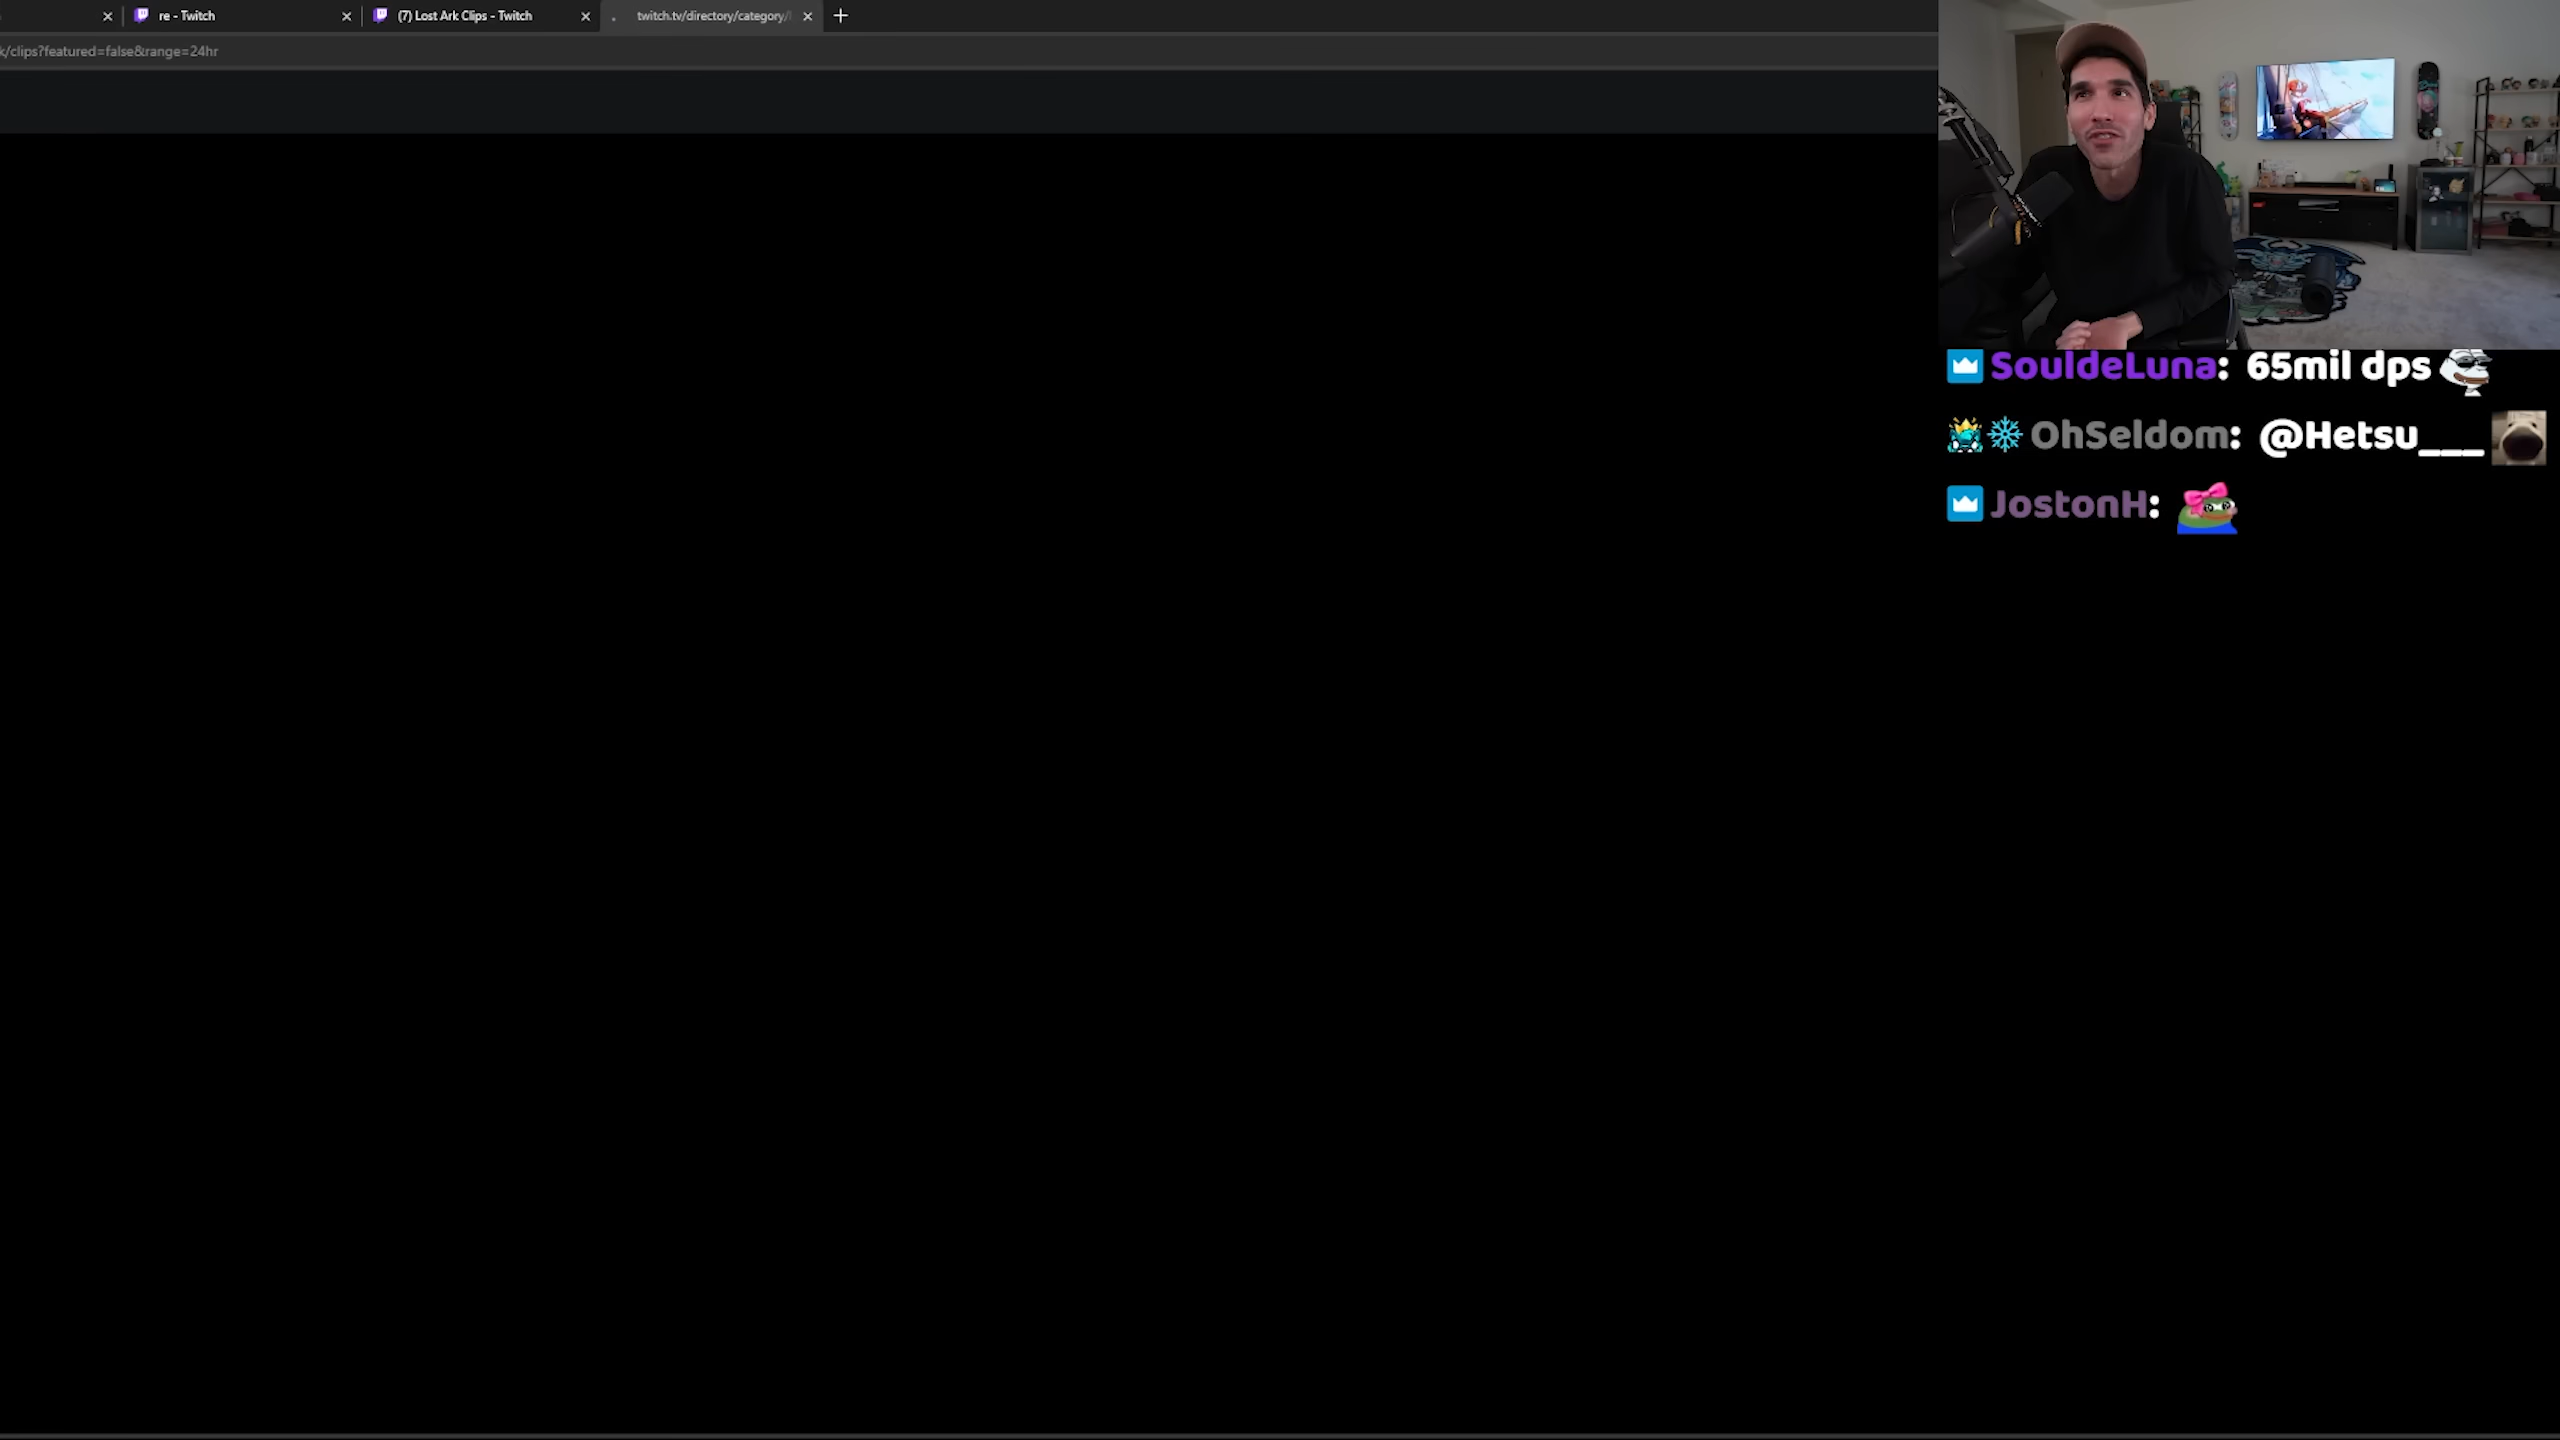 re - Twitch
(7) Lost Ark Clips - Twitch
twitch.tv/directory/category/
k/clips?featured=false&range=24hr
SouldeLuna: 65mil dps
OhSeldom: @Hetsu___
JostonH: